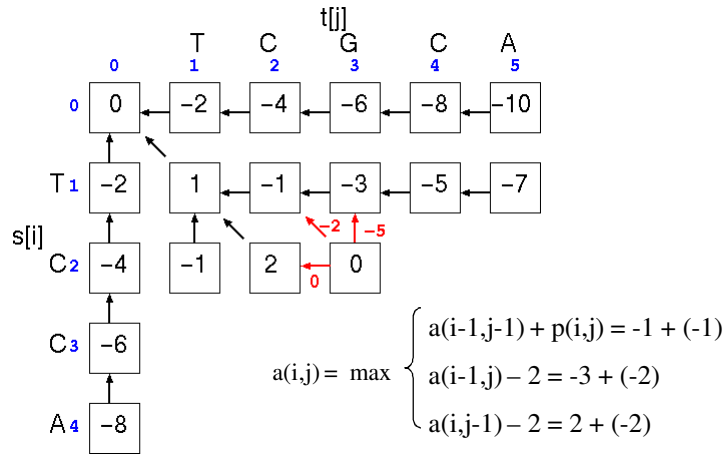 t[j]
T C G C A
0 1 2 3 4 5
0 0 −2 −4 −6 −8 −10
T 1 −2 1 −1 −3 −5 −7
−2 −5
s[i]
C 2 −4 −1 2 0
0
C 3 −6
A 4 −8
a(i-1,j-1) + p(i,j) = -1 + (-1)
a(i,j) = max { a(i-1,j) – 2 = -3 + (-2)
a(i,j-1) – 2 = 2 + (-2)